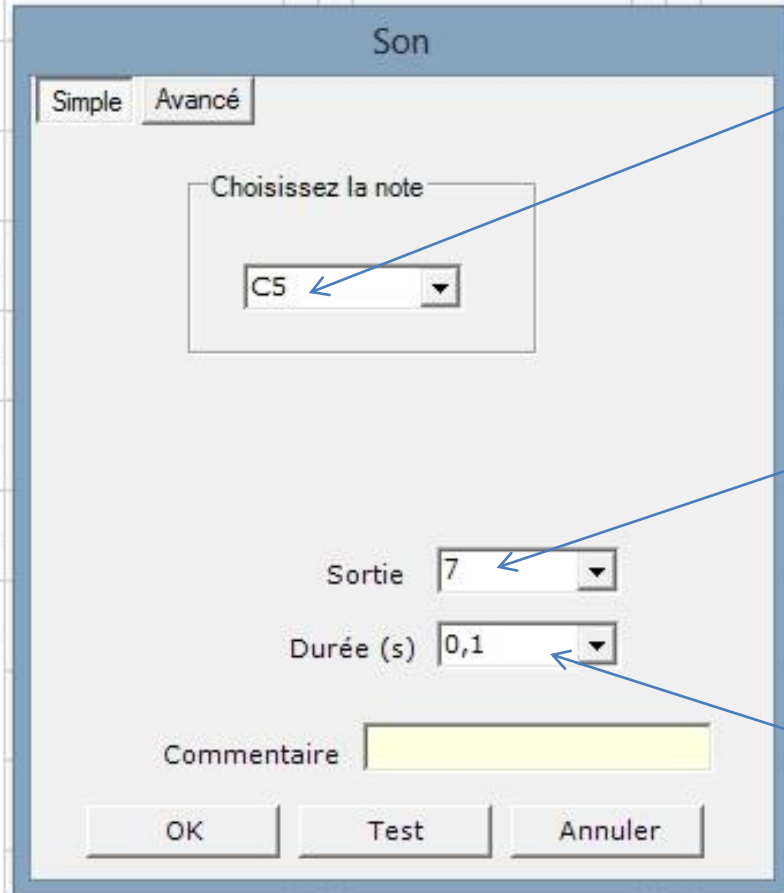 Son
Simple Avancé
Choisissez la note
C5
Sortie 7
Durée (s) 0,1
Commentaire
OK Test Annuler